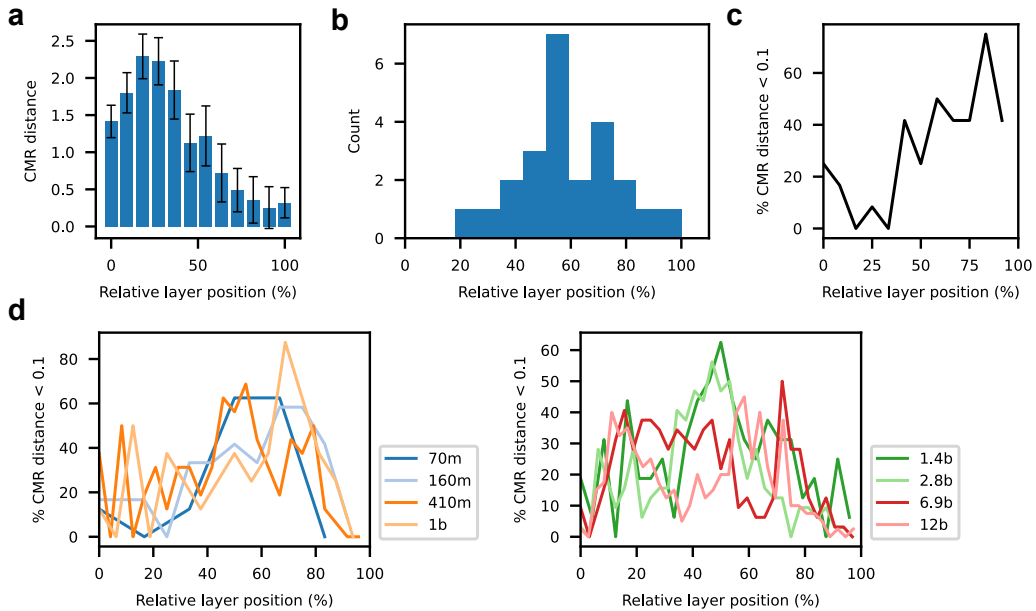 a
2.5
2.0
1.5
1.0
0.5
0.0
CMR distance
0
50
100
Relative layer position (%)
b
6
4
2
0
Count
0
20
40
60
80
100
Relative layer position (%)
c
60
40
20
0
% CMR distance < 0.1
0
25
50
75
100
Relative layer position (%)
d
80
60
40
20
0
% CMR distance < 0.1
0
20
40
60
80
100
Relative layer position (%)
70m
160m
410m
1b
60
50
40
30
20
10
0
% CMR distance < 0.1
0
20
40
60
80
100
Relative layer position (%)
1.4b
2.8b
6.9b
12b